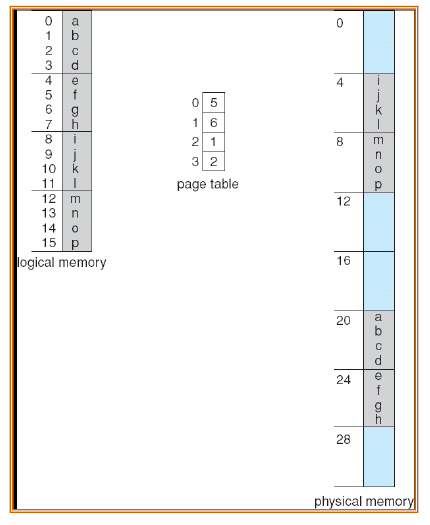 0 a
1 b
2 c
3 d
4 e
5 f
6 g
7 h
8 i
9 j
10 k
11 l
12 m
13 n
14 o
15 p
logical memory
0 5
1 6
2 1
3 2
page table
0
4 i
j
k
l
8 m
n
o
p
12
16
20 a
b
c
d
24 e
f
g
h
28
physical memory